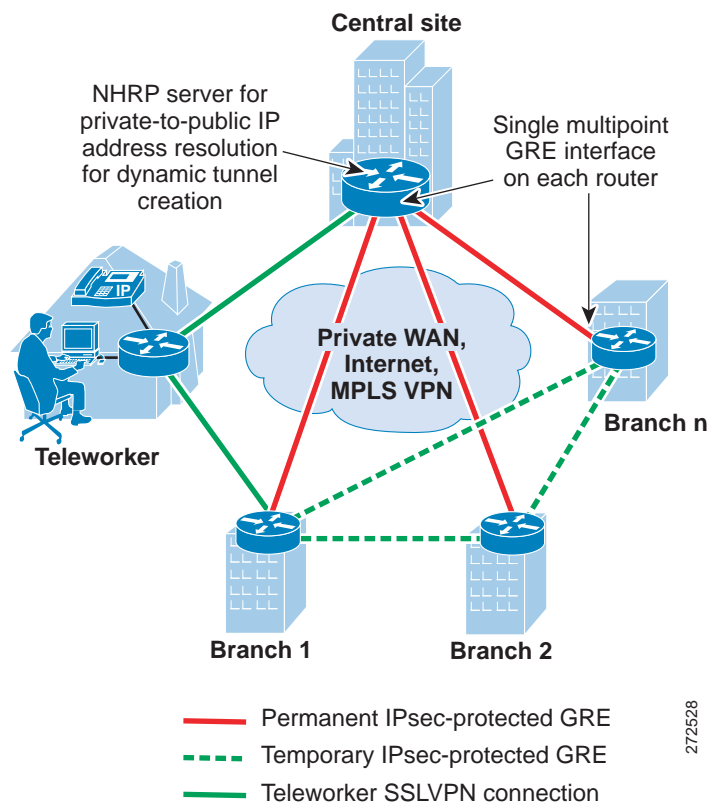 Central site
NHRP server for
private-to-public IP
address resolution
for dynamic tunnel
creation
Single multipoint
GRE interface
on each router
IP
Private WAN,
Internet,
MPLS VPN
Teleworker
Branch n
Branch 1
Branch 2
Permanent IPsec-protected GRE
Temporary IPsec-protected GRE
Teleworker SSLVPN connection
272528